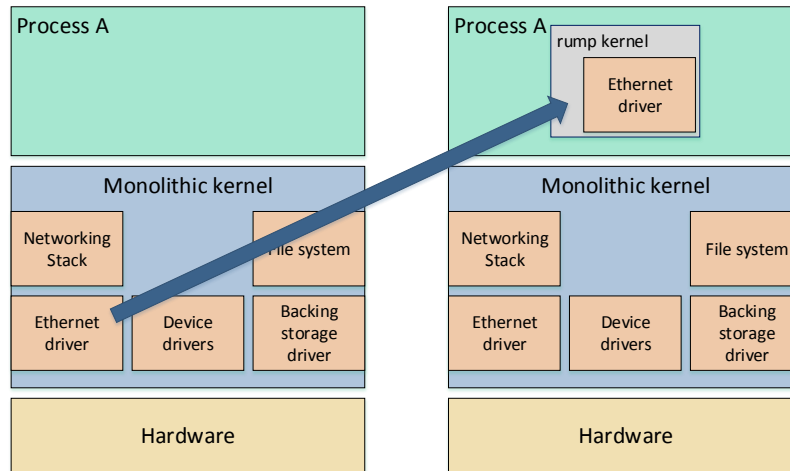 Process A
Monolithic kernel
Networking
Stack
File system
Ethernet
driver
Device
drivers
Backing
storage
driver
Hardware
Process A
rump kernel
Ethernet
driver
Monolithic kernel
Networking
Stack
File system
Ethernet
driver
Device
drivers
Backing
storage
driver
Hardware